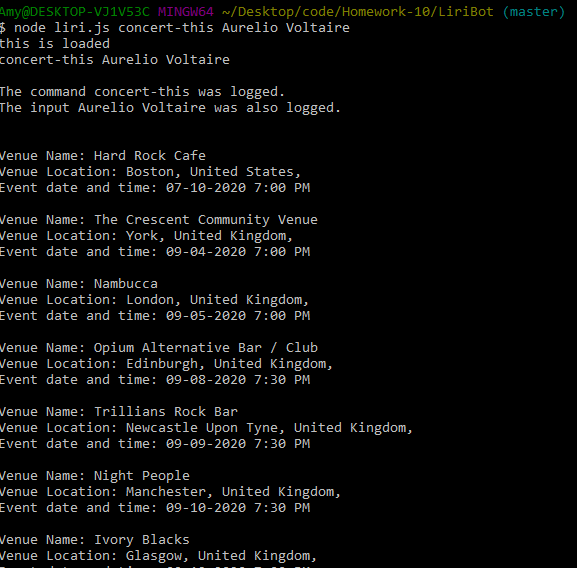 Amy@DESKTOP-VJ1V53C MINGW64 ~/Desktop/code/Homework-10/LiriBot (master)
$ node liri.js concert-this Aurelio Voltaire
this is loaded
concert-this Aurelio Voltaire
The command concert-this was logged.
The input Aurelio Voltaire was also logged.
Venue Name: Hard Rock Cafe
Venue Location: Boston, United States,
Event date and time: 07-10-2020 7:00 PM
Venue Name: The Crescent Community Venue
Venue Location: York, United Kingdom,
Event date and time: 09-04-2020 7:00 PM
Venue Name: Nambucca
Venue Location: London, United Kingdom,
Event date and time: 09-05-2020 7:00 PM
Venue Name: Opium Alternative Bar / Club
Venue Location: Edinburgh, United Kingdom,
Event date and time: 09-08-2020 7:30 PM
Venue Name: Trillians Rock Bar
Venue Location: Newcastle Upon Tyne, United Kingdom,
Event date and time: 09-09-2020 7:30 PM
Venue Name: Night People
Venue Location: Manchester, United Kingdom,
Event date and time: 09-10-2020 7:30 PM
Venue Name: Ivory Blacks
Venue Location: Glasgow, United Kingdom,